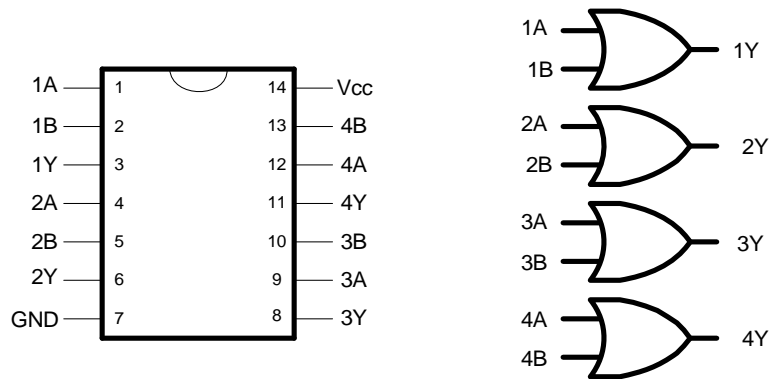 1A 1 14 Vcc
1B 2 13 4B
1Y 3 12 4A
2A 4 11 4Y
2B 5 10 3B
2Y 6 9 3A
GND 7 8 3Y
1A
1B
1Y
2A
2B
2Y
3A
3B
3Y
4A
4B
4Y